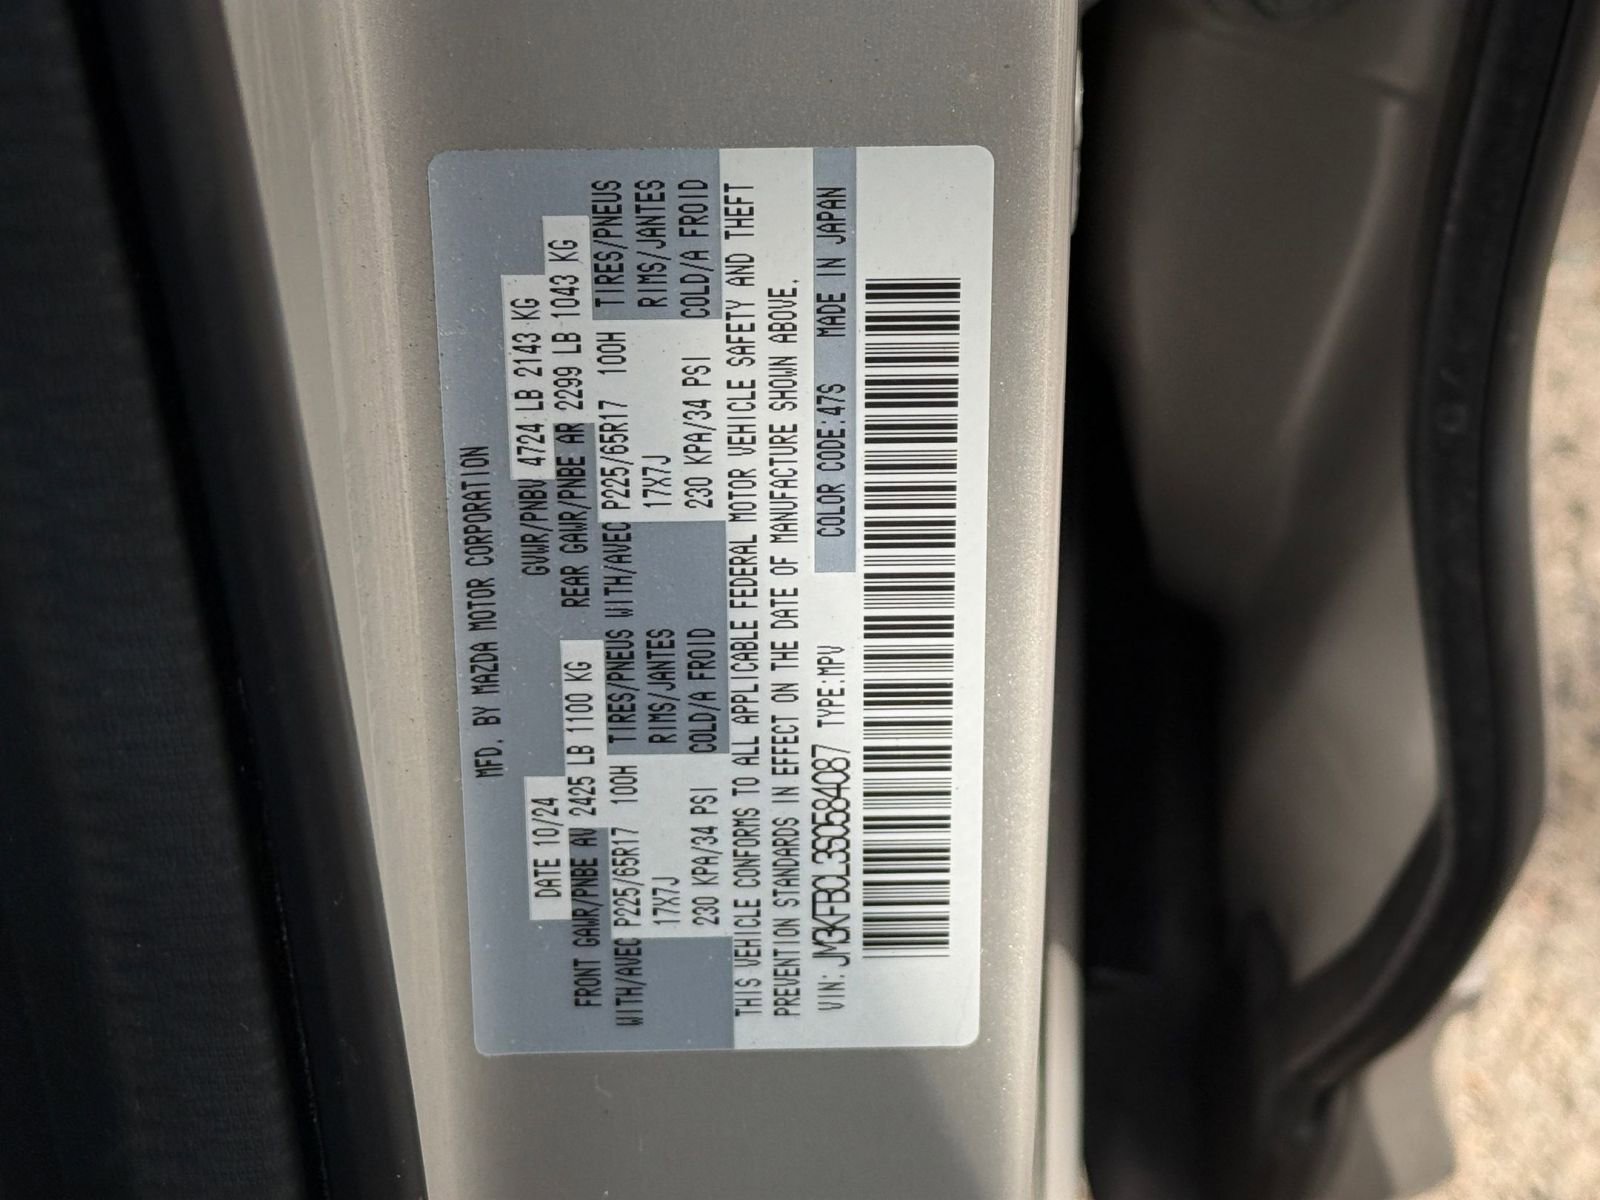 MFD. BY MAZDA MOTOR CORPORATION
DATE 10/24 GVWR/PNBV 4724 LB 2143 KG
FRONT GAWR/PNBE AV 2425 LB 1100 KG REAR GAWR/PNBE AR 2299 LB 1043 KG
WITH/AVEC P225/65R17 100H TIRES/PNEUS WITH/AVEC P225/65R17 100H TIRES/PNEUS
17X7J RIMS/JANTES 17X7J RIMS/JANTES
230 KPA/34 PSI COLD/A FROID 230 KPA/34 PSI COLD/A FROID
THIS VEHICLE CONFORMS TO ALL APPLICABLE FEDERAL MOTOR VEHICLE SAFETY AND THEFT
PREVENTION STANDARDS IN EFFECT ON THE DATE OF MANUFACTURE SHOWN ABOVE.
VIN: JM3KFBCL3S0584087 TYPE:MPV COLOR CODE:47S MADE IN JAPAN